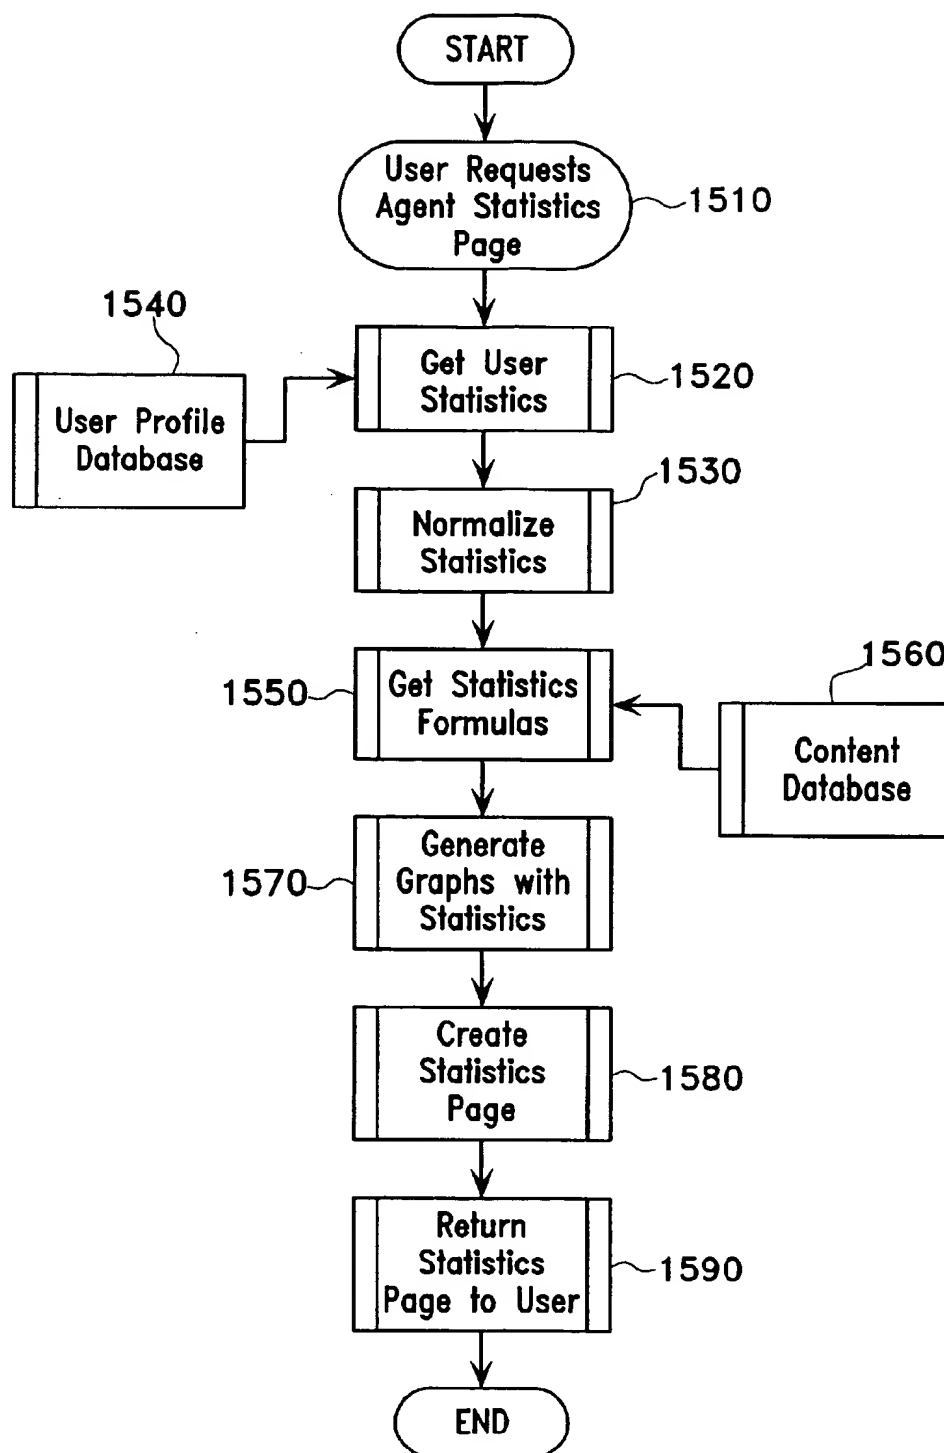 START
User Requests
Agent Statistics
Page
1510
1540
User Profile
Database
Get User
Statistics
1520
1530
Normalize
Statistics
1550
Get Statistics
Formulas
1560
Content
Database
1570
Generate
Graphs with
Statistics
Create
Statistics
Page
1580
Return
Statistics
Page to User
1590
END